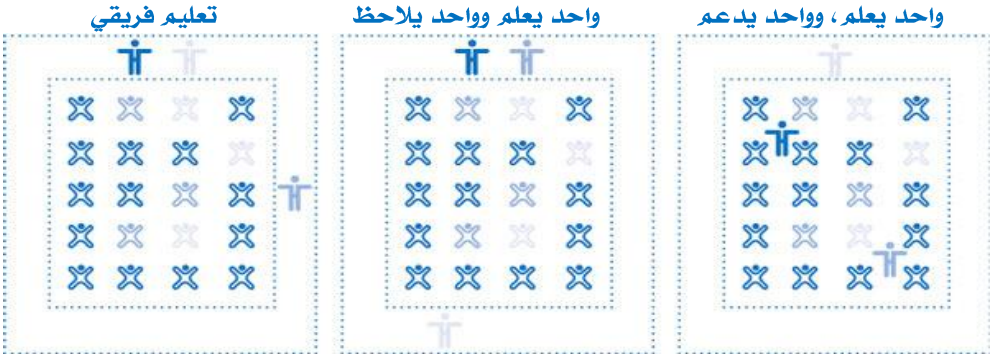 واحد يعلم، وواحد يدعم
واحد يعلم وواحد يلاحظ
تعليم فريقي